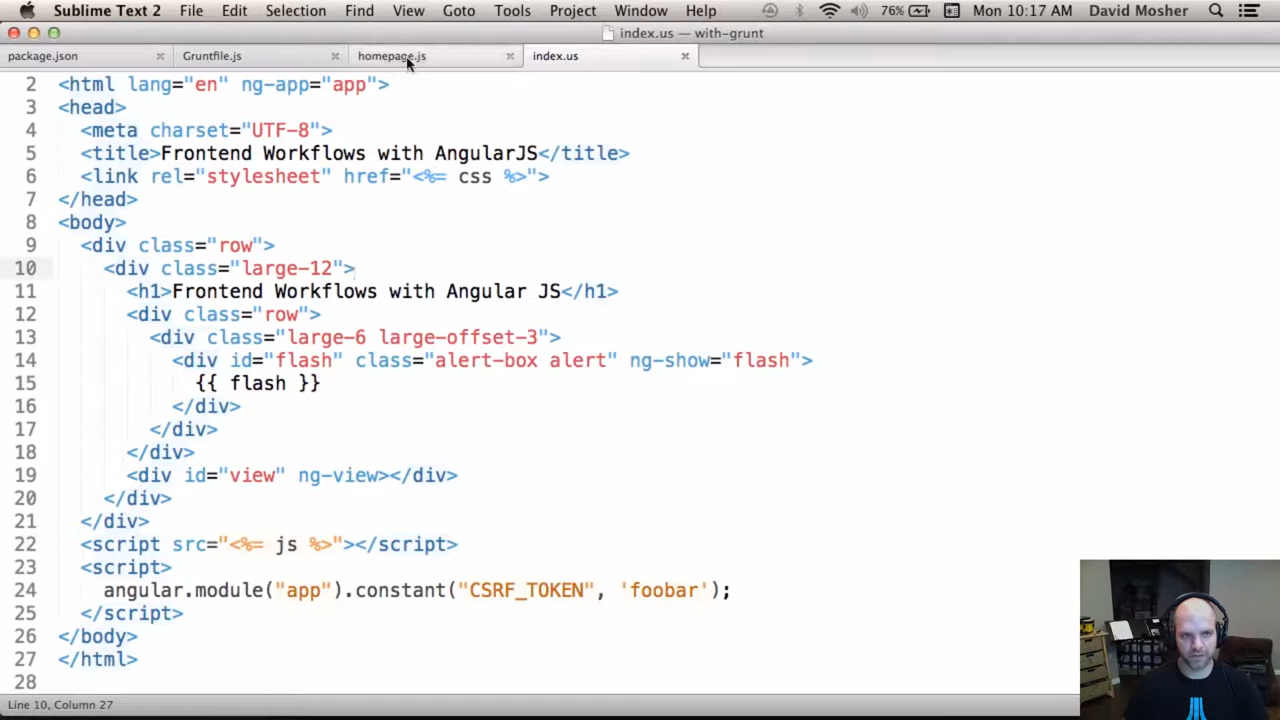 Sublime Text 2 File Edit Selection Find View Goto Tools Project Window Help 76% Mon 10:17 AM David Mosher
index.us — with-grunt
package.json Gruntfile.js homepage.js index.us
2 <html lang="en" ng-app="app">
3 <head>
4 <meta charset="UTF-8">
5 <title>Frontend Workflows with AngularJS</title>
6 <link rel="stylesheet" href="<%= css %>">
7 </head>
8 <body>
9 <div class="row">
10 <div class="large-12">
11 <h1>Frontend Workflows with Angular JS</h1>
12 <div class="row">
13 <div class="large-6 large-offset-3">
14 <div id="flash" class="alert-box alert" ng-show="flash">
15 {{ flash }}
16 </div>
17 </div>
18 </div>
19 <div id="view" ng-view></div>
20 </div>
21 </div>
22 <script src="<%= js %>"></script>
23 <script>
24 angular.module("app").constant("CSRF_TOKEN", 'foobar');
25 </script>
26 </body>
27 </html>
28
Line 10, Column 27